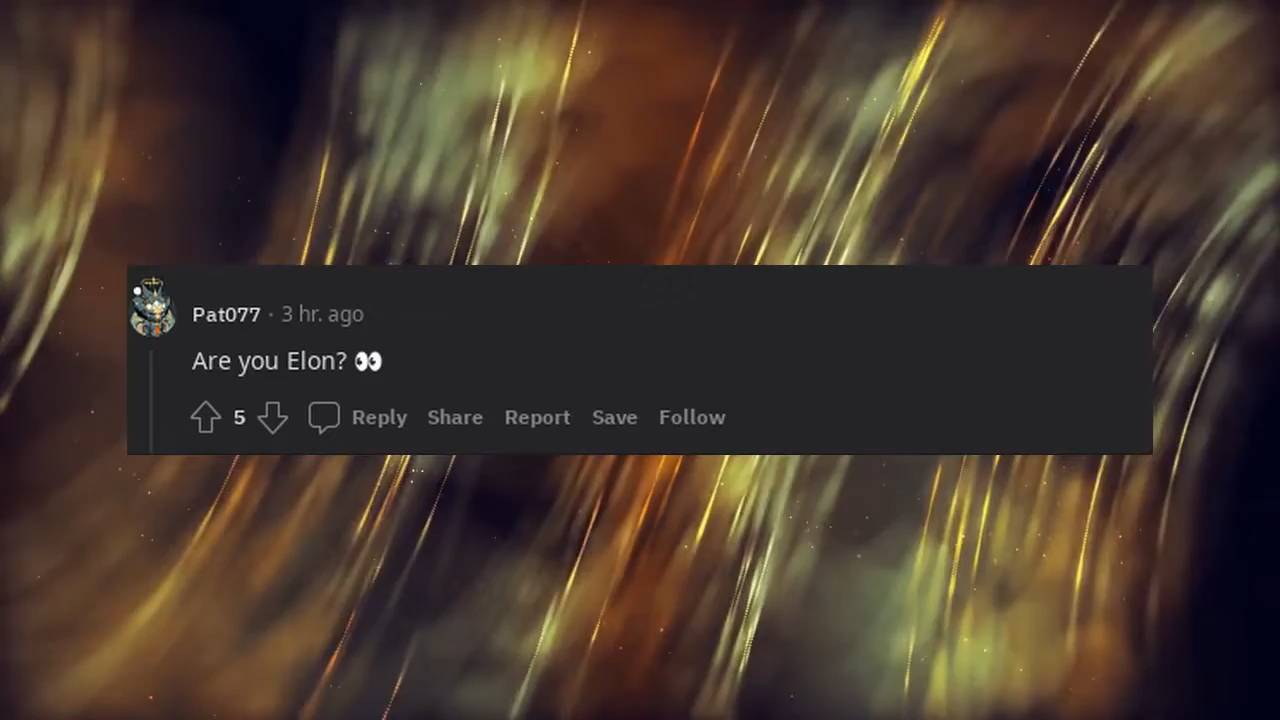 Pat077 · 3 hr. ago
Are you Elon? 👀
5 Reply Share Report Save Follow